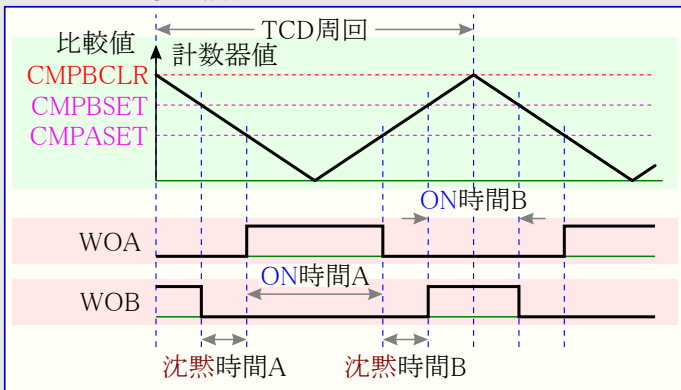 TCD周回
比較値
計数器値
CMPBCLR
CMPBSET
CMPASET
ON時間B
WOA
ON時間A
WOB
沈黙時間A
沈黙時間B